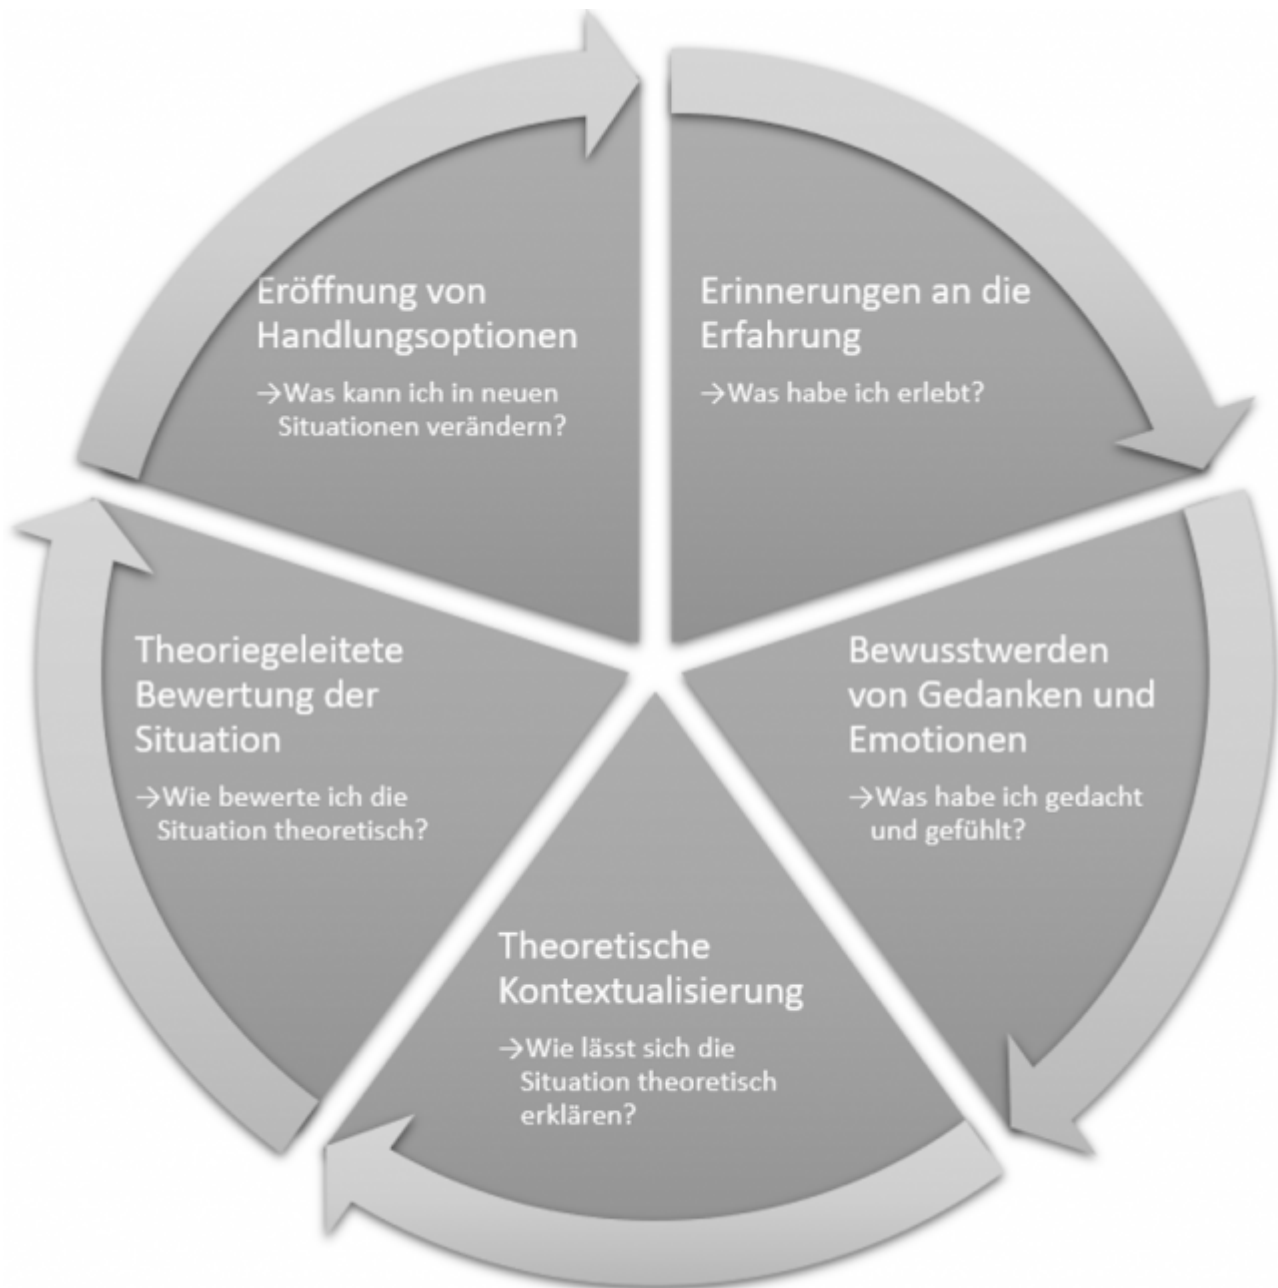 Erinnerungen an die
Erfahrung
→Was habe ich erlebt?
Bewusstwerden
von Gedanken und
Emotionen
→Was habe ich gedacht
und gefühlt?
Theoretische
Kontextualisierung
→Wie lässt sich die
Situation theoretisch
erklären?
Theoriegeleitete
Bewertung der
Situation
→Wie bewerte ich die
Situation theoretisch?
Eröffnung von
Handlungsoptionen
→Was kann ich in neuen
Situationen verändern?